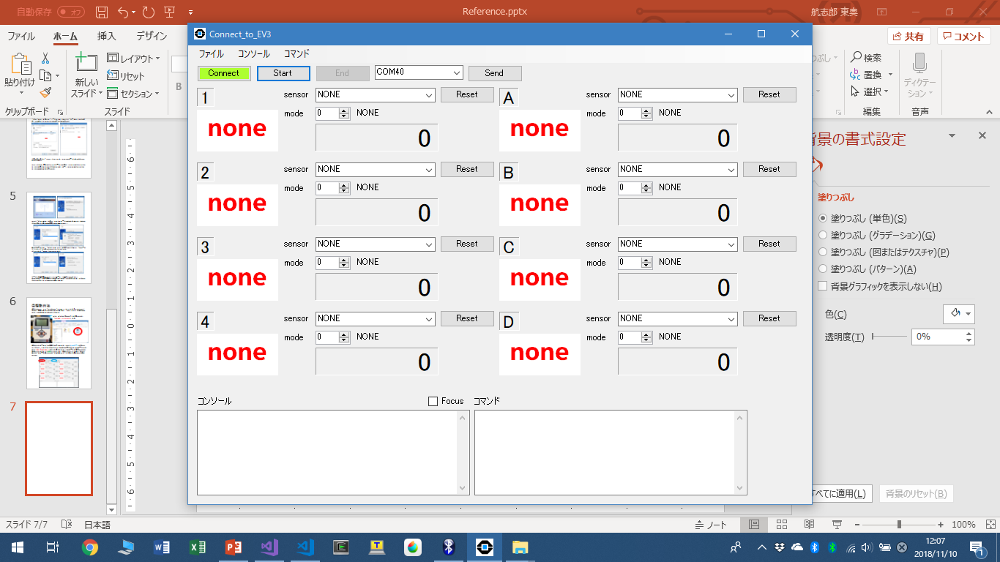 自動保存 オフ Reference.pptx 航志郎 東奥
ファイル ホーム 挿入 デザイン 共有 コメント
貼り付け 新しい スライド レイアウト リセット セクション B
クリップボード スライド
検索 置換 選択 編集
ディクテーション 音声
Connect_to_EV3
ファイル コンソール コマンド
Connect Start End COM40 Send
1 sensor NONE Reset A sensor NONE Reset
none mode 0 NONE none mode 0 NONE
0 0
2 sensor NONE Reset B sensor NONE Reset
none mode 0 NONE none mode 0 NONE
0 0
3 sensor NONE Reset C sensor NONE Reset
none mode 0 NONE none mode 0 NONE
0 0
4 sensor NONE Reset D sensor NONE Reset
none mode 0 NONE none mode 0 NONE
0 0
コンソール Focus コマンド
5
6
7
背景の書式設定
塗りつぶし
塗りつぶし (単色)(S)
塗りつぶし (グラデーション)(G)
塗りつぶし (図またはテクスチャ)(P)
塗りつぶし (パターン)(A)
背景グラフィックを表示しない(H)
色(C)
透明度(T) 0%
すべてに適用(L) 背景のリセット(B)
スライド 7/7 日本語 ノート 100%
12:07
2018/11/10
1